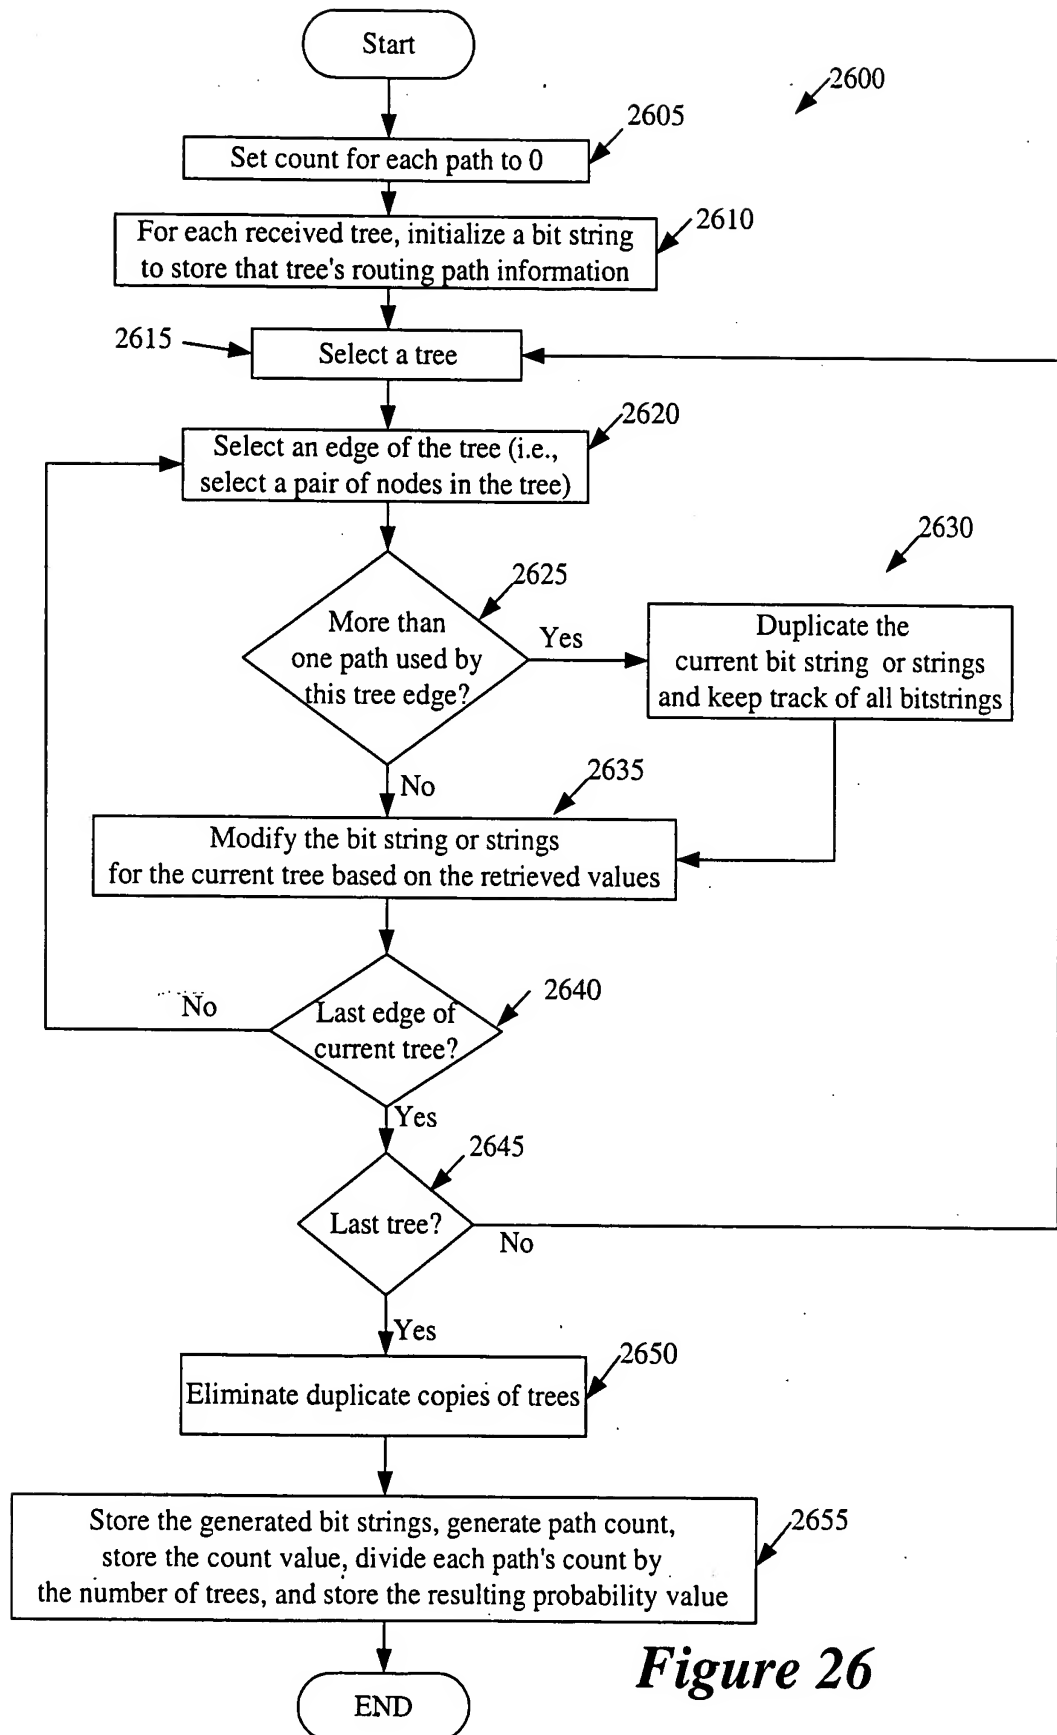 Start
2600
2605
Set count for each path to 0
2610
For each received tree, initialize a bit string
to store that tree's routing path information
2615
Select a tree
2620
Select an edge of the tree (i.e.,
select a pair of nodes in the tree)
2625
More than
one path used by
this tree edge?
Yes
2630
Duplicate the
current bit string or strings
and keep track of all bitstrings
No
2635
Modify the bit string or strings
for the current tree based on the retrieved values
No
2640
Last edge of
current tree?
Yes
2645
Last tree?
No
Yes
2650
Eliminate duplicate copies of trees
2655
Store the generated bit strings, generate path count,
store the count value, divide each path's count by
the number of trees, and store the resulting probability value
Figure 26
END